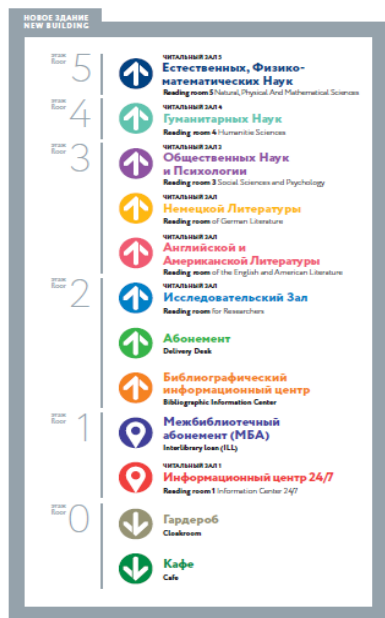 НОВОЕ ЗДАНИЕ
NEW BUILDING
этаж
floor
5
ЧИТАЛЬНЫЙ ЗАЛ 5
Естественных, Физико-
математических Наук
Reading room 5 Natural, Physical And Mathematical Sciences
этаж
floor
4
ЧИТАЛЬНЫЙ ЗАЛ 4
Гуманитарных Наук
Reading room 4 Humanitie Sciences
этаж
floor
3
ЧИТАЛЬНЫЙ ЗАЛ 3
Общественных Наук
и Психологии
Reading room 3 Social Sciences and Psychology
ЧИТАЛЬНЫЙ ЗАЛ
Немецкой Литературы
Reading room of German Literature
ЧИТАЛЬНЫЙ ЗАЛ
Английской и
Американской Литературы
Reading room of the English and American Literature
этаж
floor
2
ЧИТАЛЬНЫЙ ЗАЛ
Исследовательский Зал
Reading room for Researchers
Абонемент
Delivery Desk
Библиографический
информационный центр
Bibliographic Information Center
этаж
floor
1
Межбиблиотечный
абонемент (МБА)
Interlibrary loan (ILL)
ЧИТАЛЬНЫЙ ЗАЛ 1
Информационный центр 24/7
Reading room 1 Information Center 24/7
этаж
floor
0
Гардероб
Cloakroom
Кафе
Cafe